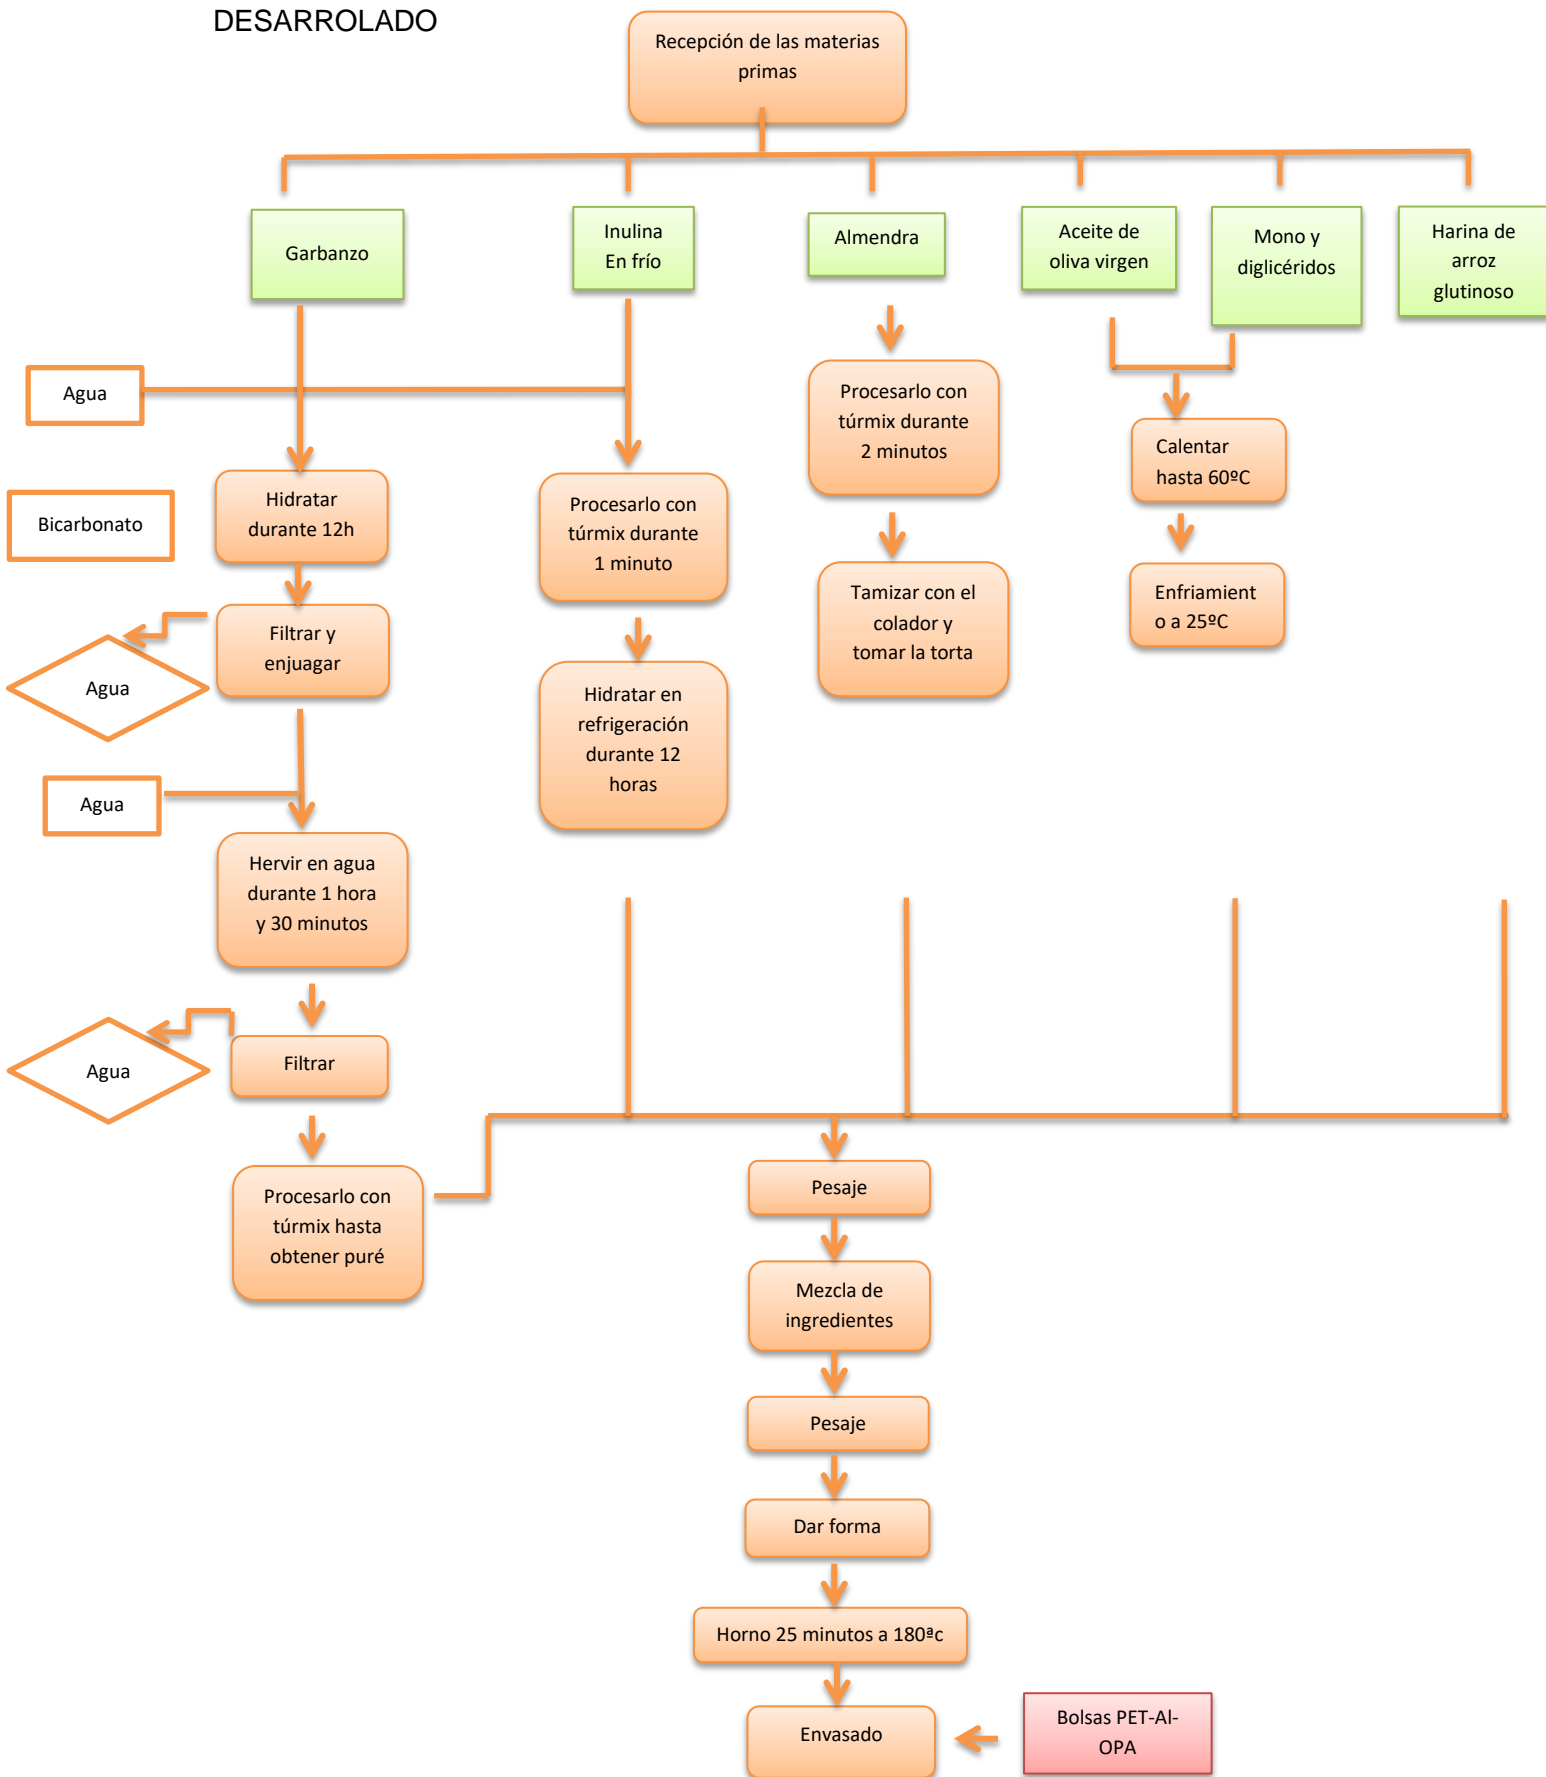 DESARROLADO
Recepción de las materias
primas
Garbanzo
Inulina
En frío
Almendra
Aceite de
oliva virgen
Mono y
diglicéridos
Harina de
arroz
glutinoso
Agua
Procesarlo con
túrmix durante
2 minutos
Calentar
hasta 60ºC
Bicarbonato
Hidratar
durante 12h
Procesarlo con
túrmix durante
1 minuto
Tamizar con el
colador y
tomar la torta
Enfriamient
o a 25ºC
Filtrar y
enjuagar
Agua
Hidratar en
refrigeración
durante 12
horas
Agua
Hervir en agua
durante 1 hora
y 30 minutos
Filtrar
Agua
Procesarlo con
túrmix hasta
obtener puré
Pesaje
Mezcla de
ingredientes
Pesaje
Dar forma
Horno 25 minutos a 180ªc
Envasado
Bolsas PET-Al-
OPA